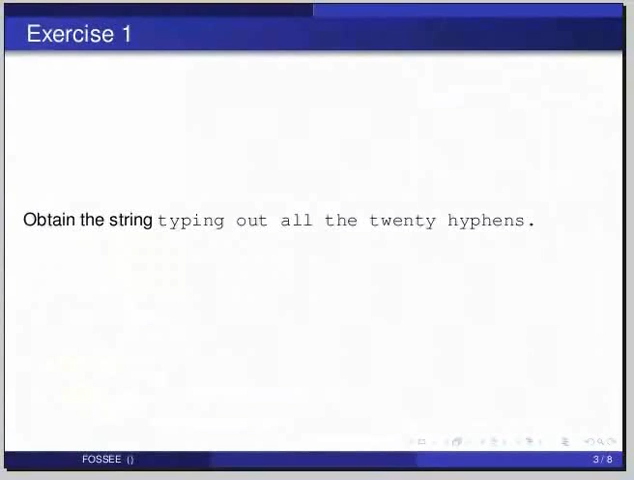 Exercise 1
Obtain the string typing out all the twenty hyphens.
FOSSEE ()
3 / 8